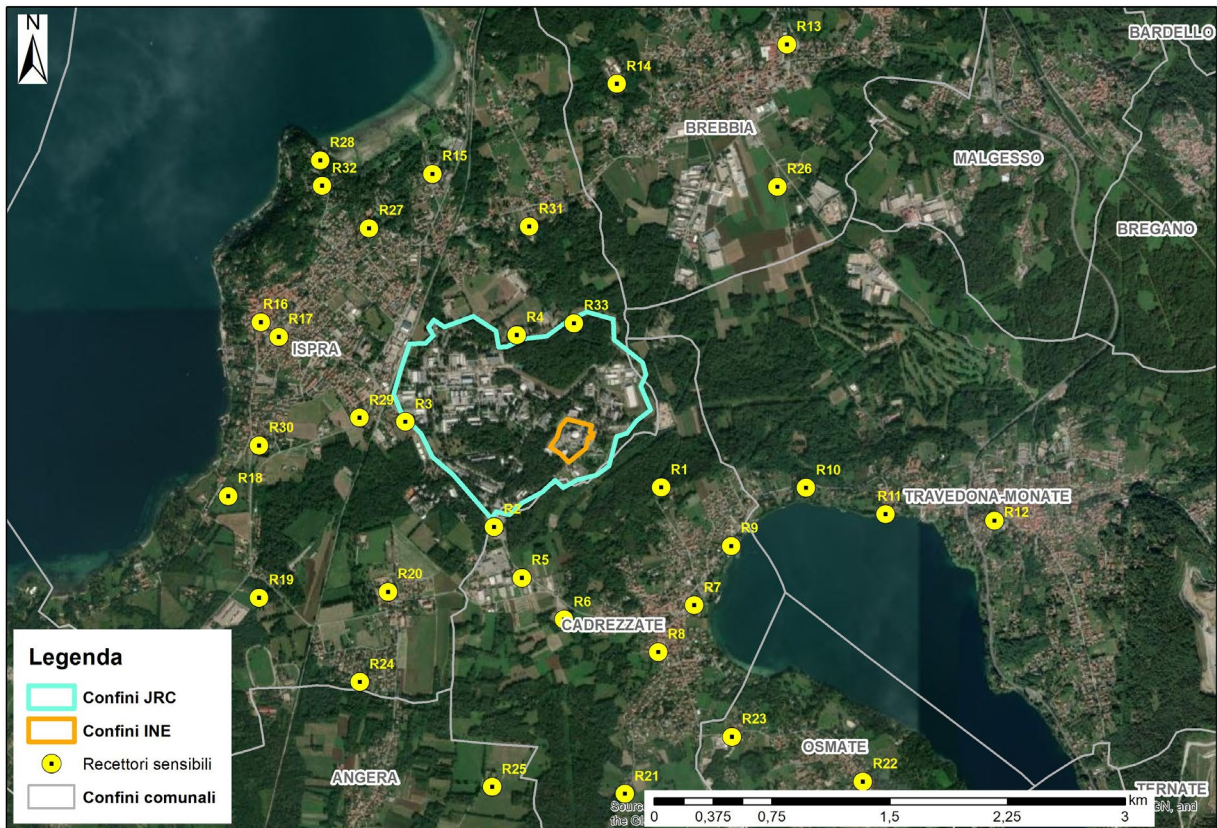 N
R13
BARDELLO
R14
BREBBIA
R28
R15
MALGESSO
R32
R26
R27
R31
BREGANO
R16
R33
R4
R17
ISPRA
R29
R3
R30
R1
R10
R18
R11
TRAVEDONA-MONATE
R12
R2
R9
R5
R19
R20
R6
R7
CADREZZATE
R8
R24
R23
OSMATE
ANGERA
R25
R22
R21
TERNATE
Legenda
Confini JRC
Confini INE
Recettori sensibili
Confini comunali
km
0 0,375 0,75 1,5 2,25 3